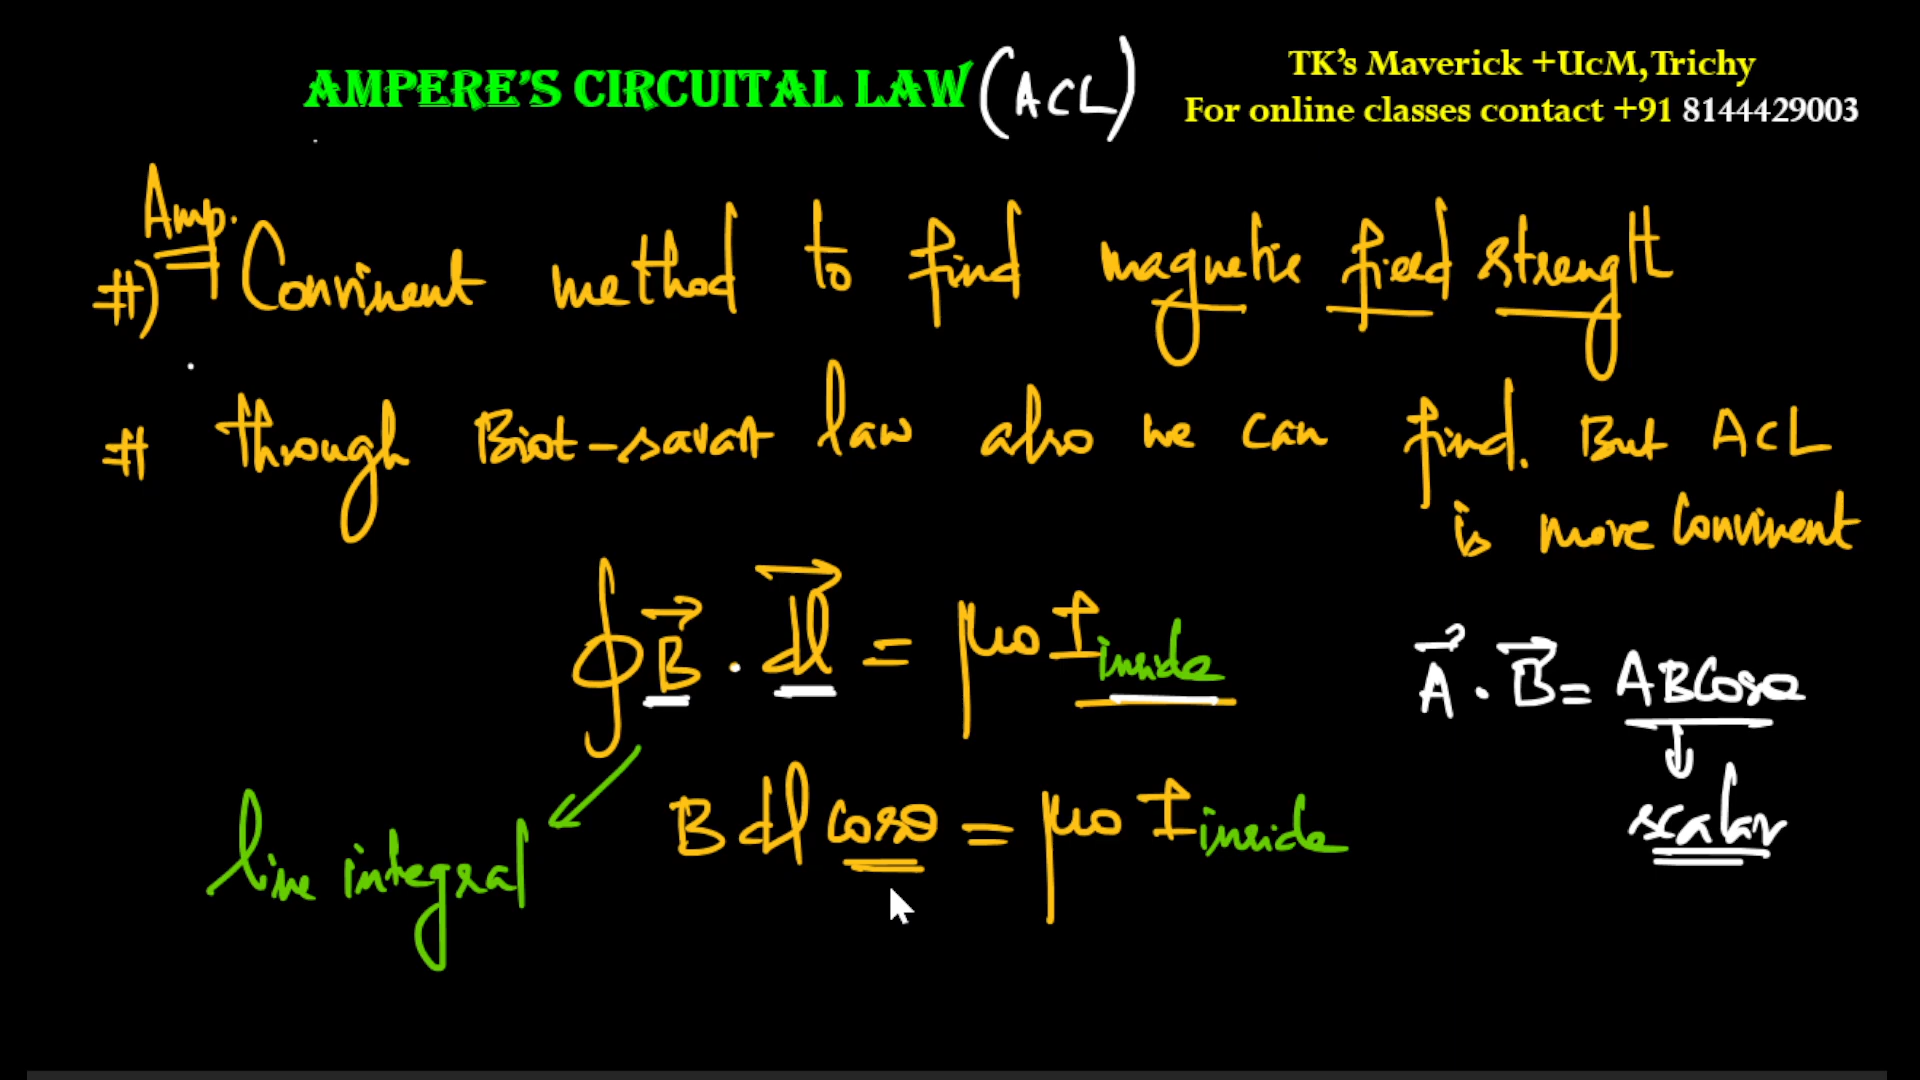 AMPERE'S CIRCUITAL LAW (ACL)
TK's Maverick +UcM,Trichy
For online classes contact +91 8144429003
Amp.
#) Convinent method to find magnetic field strength
# through Biot-savart law also we can find. But ACL
is more Convinent
∮B⃗ . dl⃗ = μo I inside
A⃗ . B⃗ = ABCosθ
B dl cosθ = μo I inside
scalar
line integral